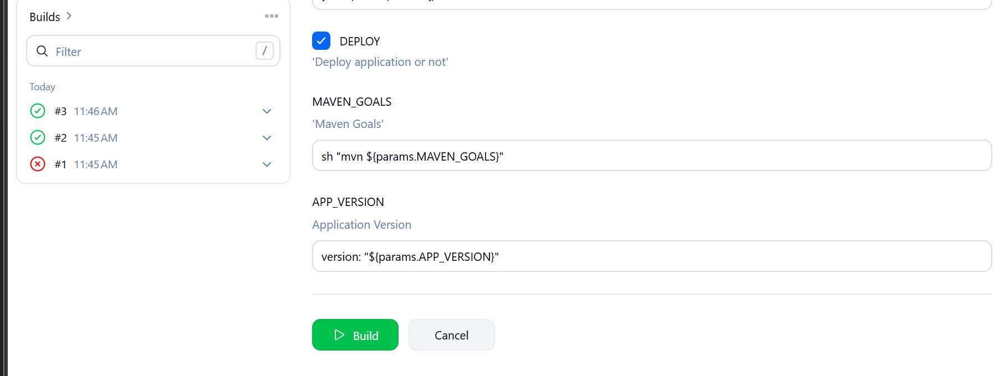 Builds
Filter
/
Today
#3 11:46 AM
#2 11:45 AM
#1 11:45 AM
DEPLOY
'Deploy application or not'
MAVEN_GOALS
'Maven Goals'
sh "mvn ${params.MAVEN_GOALS}"
APP_VERSION
Application Version
version: "${params.APP_VERSION}"
Build
Cancel